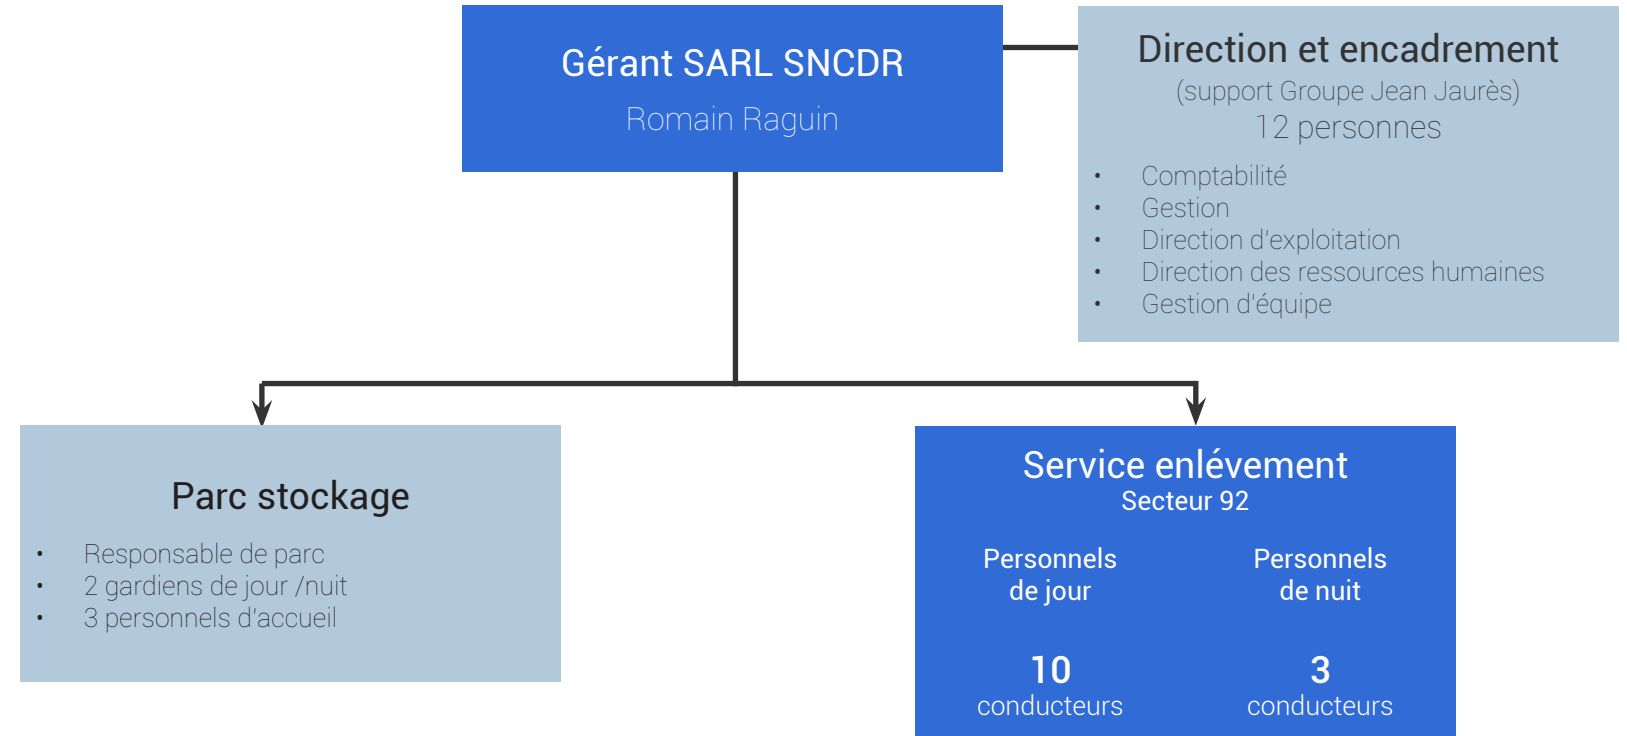 Gérant SARL SNCDR
Romain Raguin
Direction et encadrement
(support Groupe Jean Jaurès)
12 personnes
• Comptabilité
• Gestion
• Direction d'exploitation
• Direction des ressources humaines
• Gestion d'équipe
Parc stockage
• Responsable de parc
• 2 gardiens de jour /nuit
• 3 personnels d'accueil
Service enlévement
Secteur 92
Personnels
de jour
10
conducteurs
Personnels
de nuit
3
conducteurs